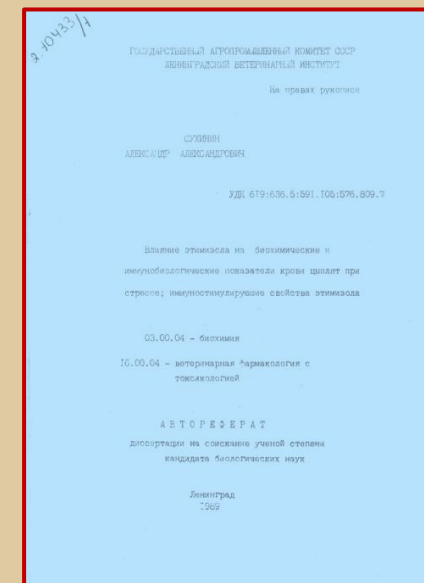 2.10433/1
ГОСУДАРСТВЕННЫЙ АГРОПРОМЫШЛЕННЫЙ КОМИТЕТ СССР
ЛЕНИНГРАДСКИЙ ВЕТЕРИНАРНЫЙ ИНСТИТУТ
На правах рукописи
СУХИНИН
АЛЕКСАНДР АЛЕКСАНДРОВИЧ
УДК 619:636.5:591.105:576.809.7
Влияние этимизола на биохимические и
иммунобиологические показатели крови цыплят при
стрессе; иммуностимулирующие свойства этимизола
03.00.04 - биохимия
16.00.04 - ветеринарная фармакология с
токсикологией
АВТОРЕФЕРАТ
диссертации на соискание ученой степени
кандидата биологических наук
Ленинград
1989